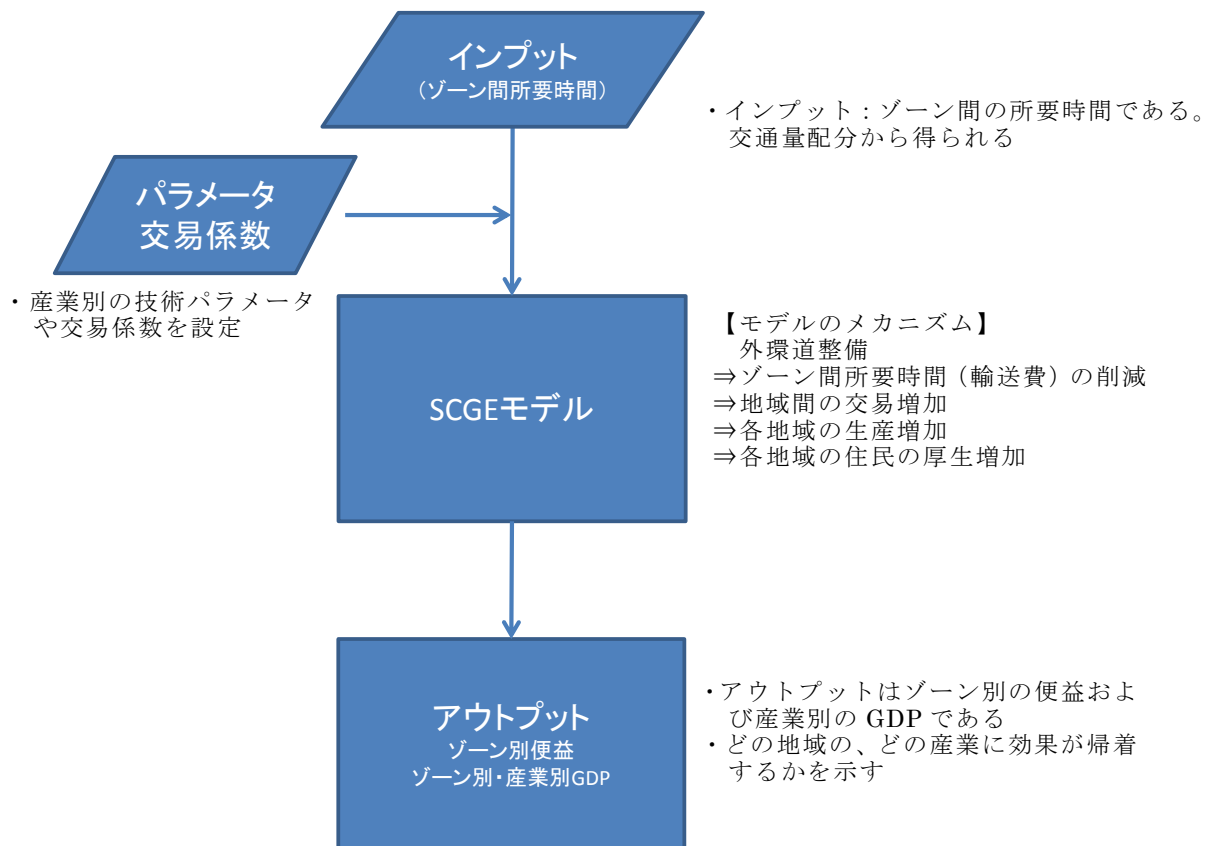 インプット
（ゾーン間所要時間）
・インプット：ゾーン間の所要時間である。
交通量配分から得られる
パラメータ
交易係数
・産業別の技術パラメータ
や交易係数を設定
SCGEモデル
【モデルのメカニズム】
外環道整備
⇒ゾーン間所要時間（輸送費）の削減
⇒地域間の交易増加
⇒各地域の生産増加
⇒各地域の住民の厚生増加
アウトプット
ゾーン別便益
ゾーン別・産業別GDP
・アウトプットはゾーン別の便益およ
び産業別の GDP である
・どの地域の、どの産業に効果が帰着
するかを示す